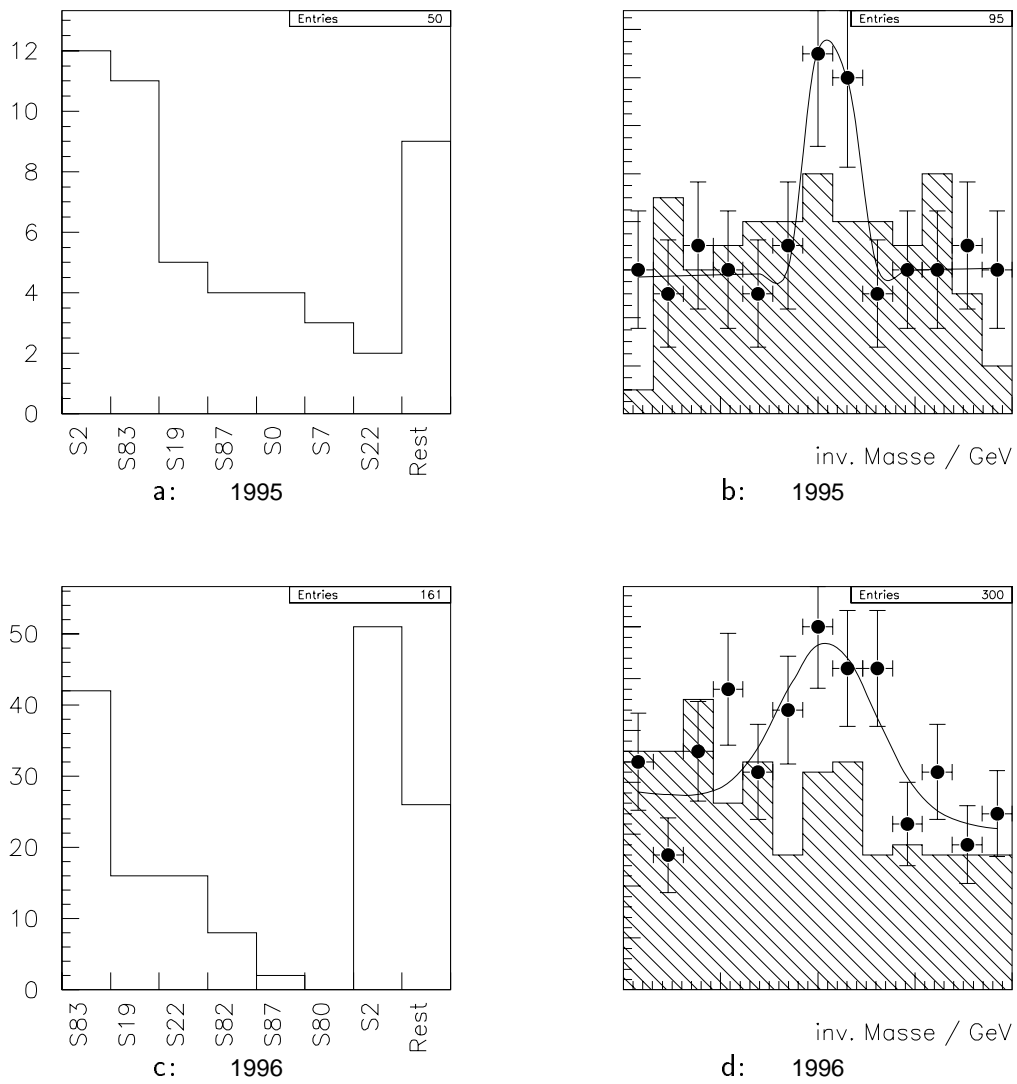 Entries 50
12
10
8
6
4
2
0
S2 S83 S19 S87 S0 S7 S22 Rest
a: 1995
Entries 95
inv. Masse / GeV
b: 1995
Entries 161
50
40
30
20
10
0
S83 S19 S22 S82 S87 S80 S2 Rest
c: 1996
Entries 300
inv. Masse / GeV
d: 1996